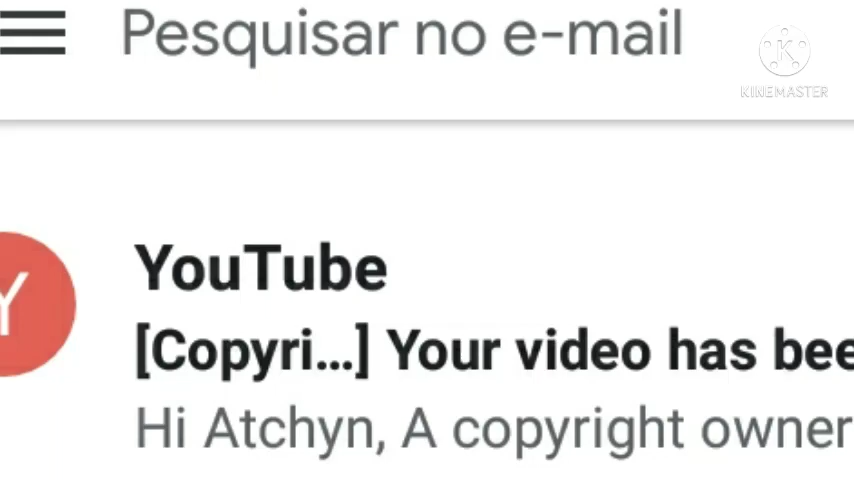 Pesquisar no e-mail
KINEMASTER
YouTube
[Copyri...] Your video has bee
Hi Atchyn, A copyright owner